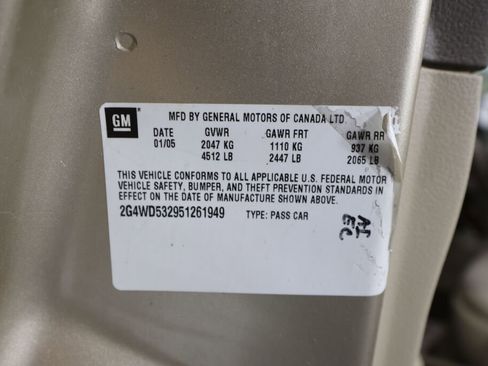 GM
MFD BY GENERAL MOTORS OF CANADA LTD
DATE GVWR GAWR FRT GAWR RR
01/05 2047 KG 1110 KG 937 KG
4512 LB 2447 LB 2065 LB
THIS VEHICLE CONFORMS TO ALL APPLICABLE U.S. FEDERAL MOTOR
VEHICLE SAFETY, BUMPER, AND THEFT PREVENTION STANDARDS IN
EFFECT ON THE DATE OF MANUFACTURE SHOWN ABOVE.
2G4WD532951261949 TYPE: PASS CAR